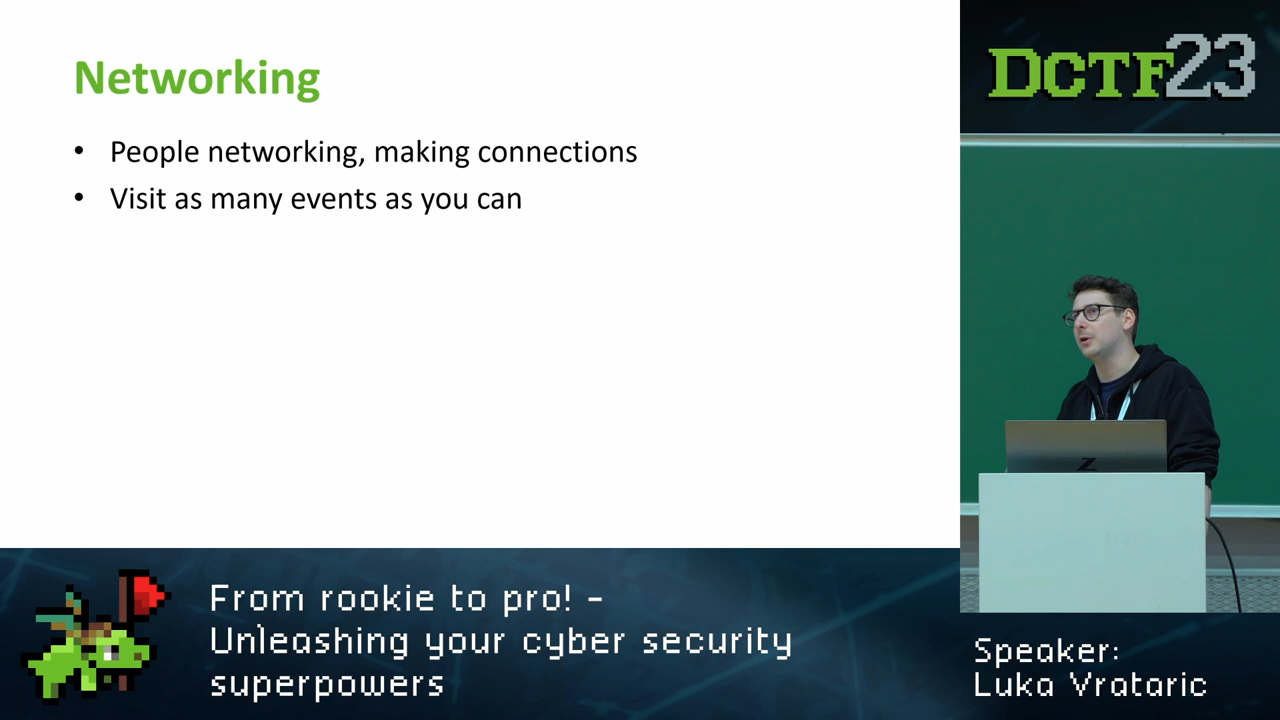 Networking
• People networking, making connections
• Visit as many events as you can
DCTF23
Z
From rookie to pro! -
Unleashing your cyber security
superpowers
Speaker:
Luka Vrataric